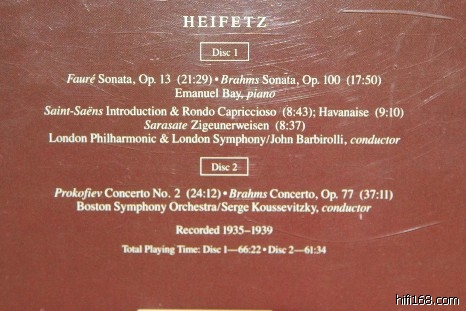 HEIFETZ
Disc 1
Fauré Sonata, Op. 13 (21:29) • Brahms Sonata, Op. 100 (17:50)
Emanuel Bay, piano
Saint-Saëns Introduction & Rondo Capriccioso (8:43); Havanaise (9:10)
Sarasate Zigeunerweisen (8:37)
London Philharmonic & London Symphony/John Barbirolli, conductor
Disc 2
Prokofiev Concerto No. 2 (24:12) • Brahms Concerto, Op. 77 (37:11)
Boston Symphony Orchestra/Serge Koussevitzky, conductor
Recorded 1935–1939
Total Playing Time: Disc 1—66:22 • Disc 2—61:34
hifi168.com